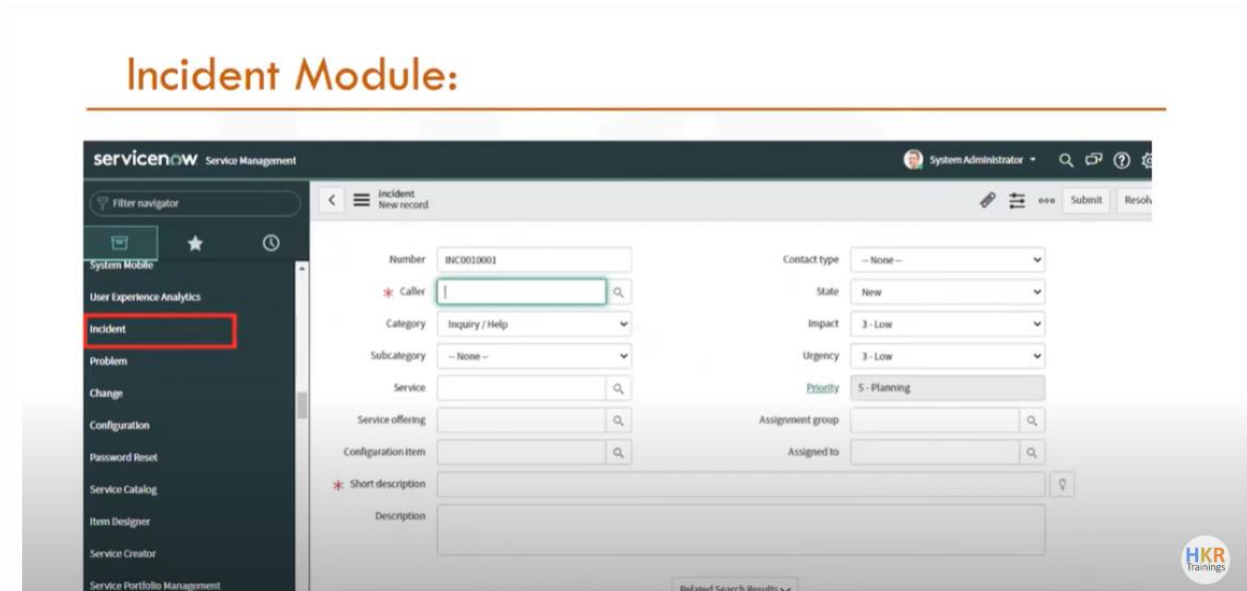 Incident Module:
servicenow Service Management
System Administrator
Filter navigator
Incident
New record
Submit
Resolv
System Mobile
User Experience Analytics
Incident
Problem
Change
Configuration
Password Reset
Service Catalog
Item Designer
Service Creator
Service Portfolio Management
Number INC0010001
Caller
Category Inquiry / Help
Subcategory -- None --
Service
Service offering
Configuration item
Short description
Description
Contact type -- None --
State New
Impact 3 - Low
Urgency 3 - Low
Priority 5 - Planning
Assignment group
Assigned to
Related Search Results
HKR
Trainings